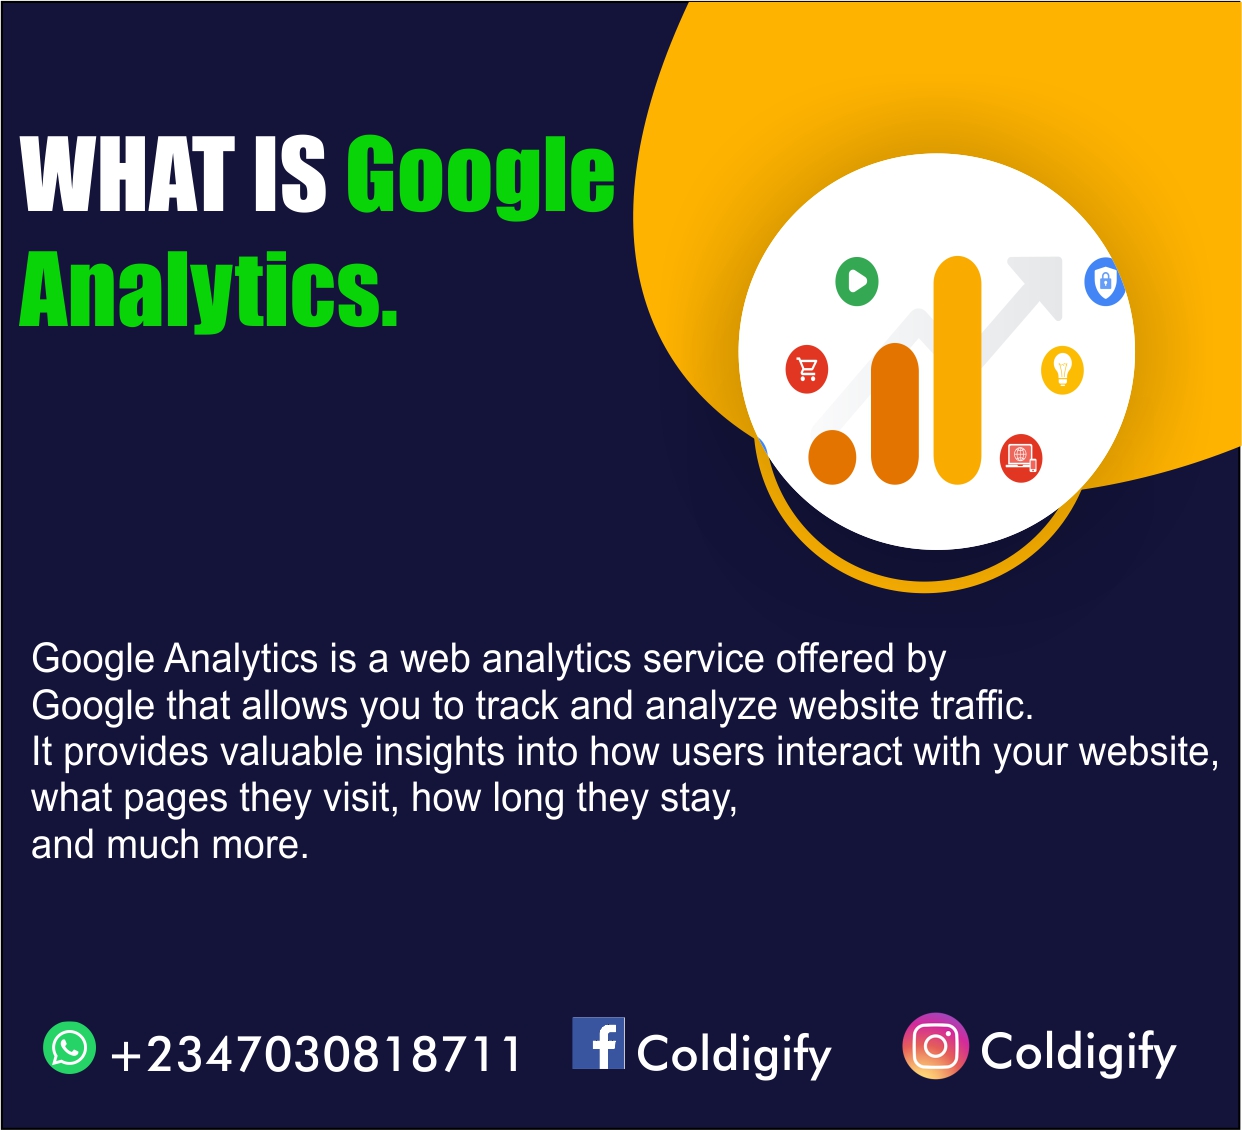 WHAT IS Google
Analytics.
Google Analytics is a web analytics service offered by
Google that allows you to track and analyze website traffic.
It provides valuable insights into how users interact with your website,
what pages they visit, how long they stay,
and much more.
+2347030818711
Coldigify
Coldigify